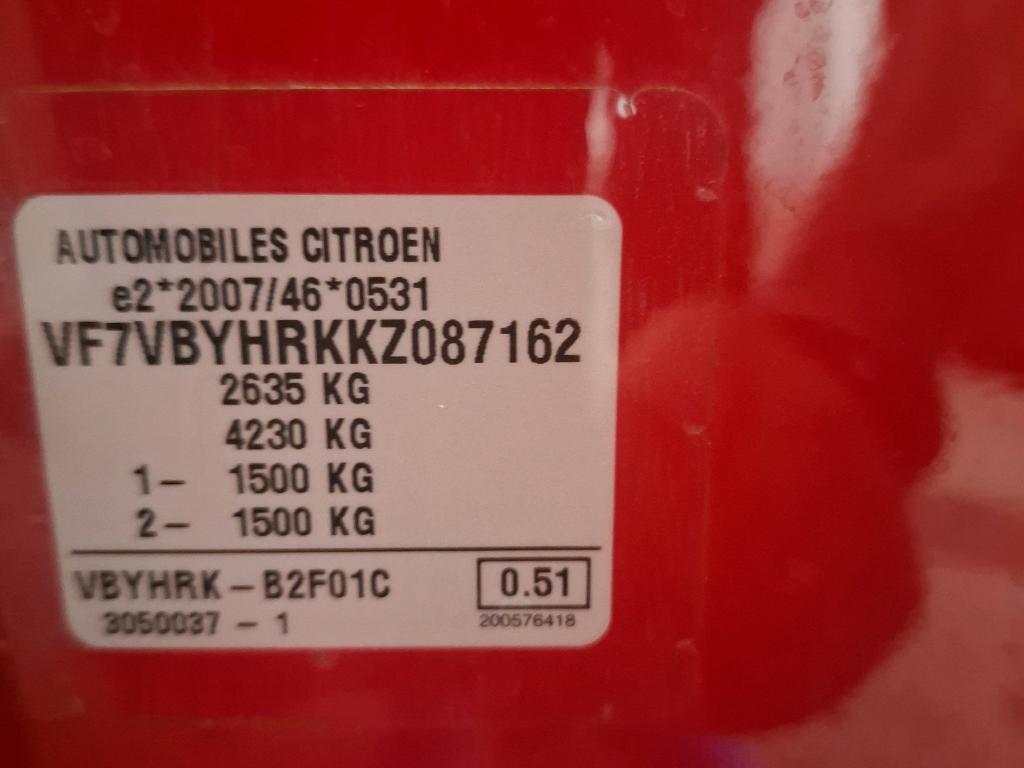 AUTOMOBILES CITROEN
e2*2007/46*0531
VF7VBYHRKKZ087162
2635 KG
4230 KG
1- 1500 KG
2- 1500 KG
VBYHRK-B2F01C 0.51
3050037 - 1 200576418